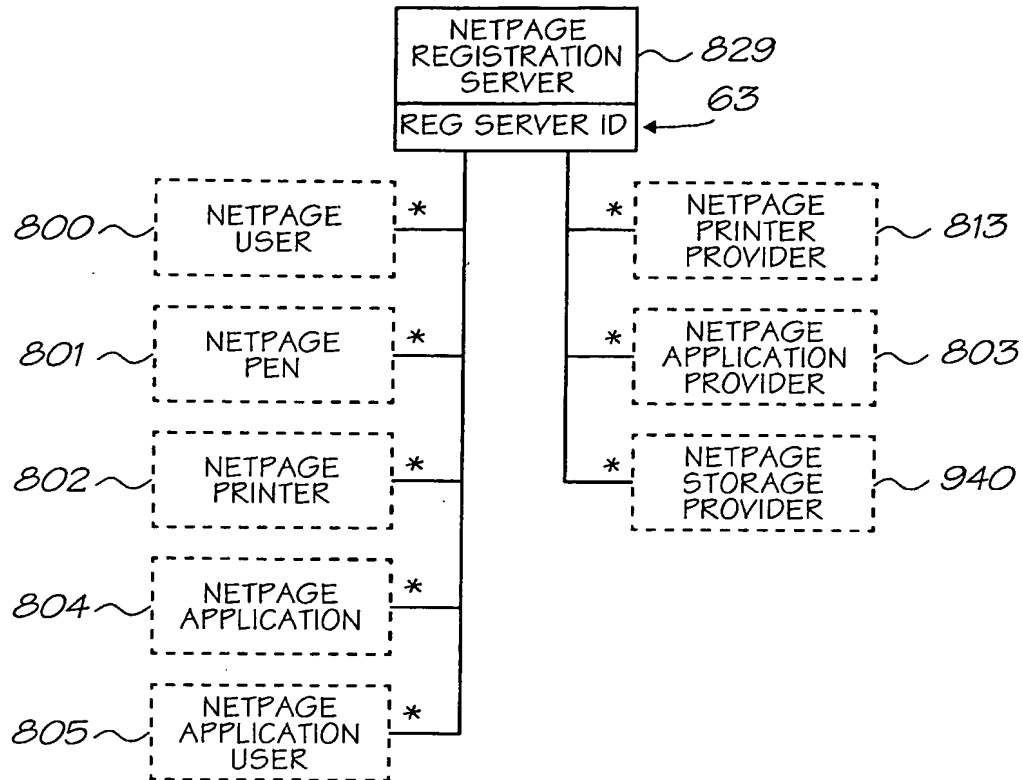 NETPAGE
REGISTRATION
SERVER
829
REG SERVER ID
63
800
NETPAGE
USER
*
*
NETPAGE
PRINTER
PROVIDER
813
801
NETPAGE
PEN
*
*
NETPAGE
APPLICATION
PROVIDER
803
802
NETPAGE
PRINTER
*
*
NETPAGE
STORAGE
PROVIDER
940
804
NETPAGE
APPLICATION
*
805
NETPAGE
APPLICATION
USER
*